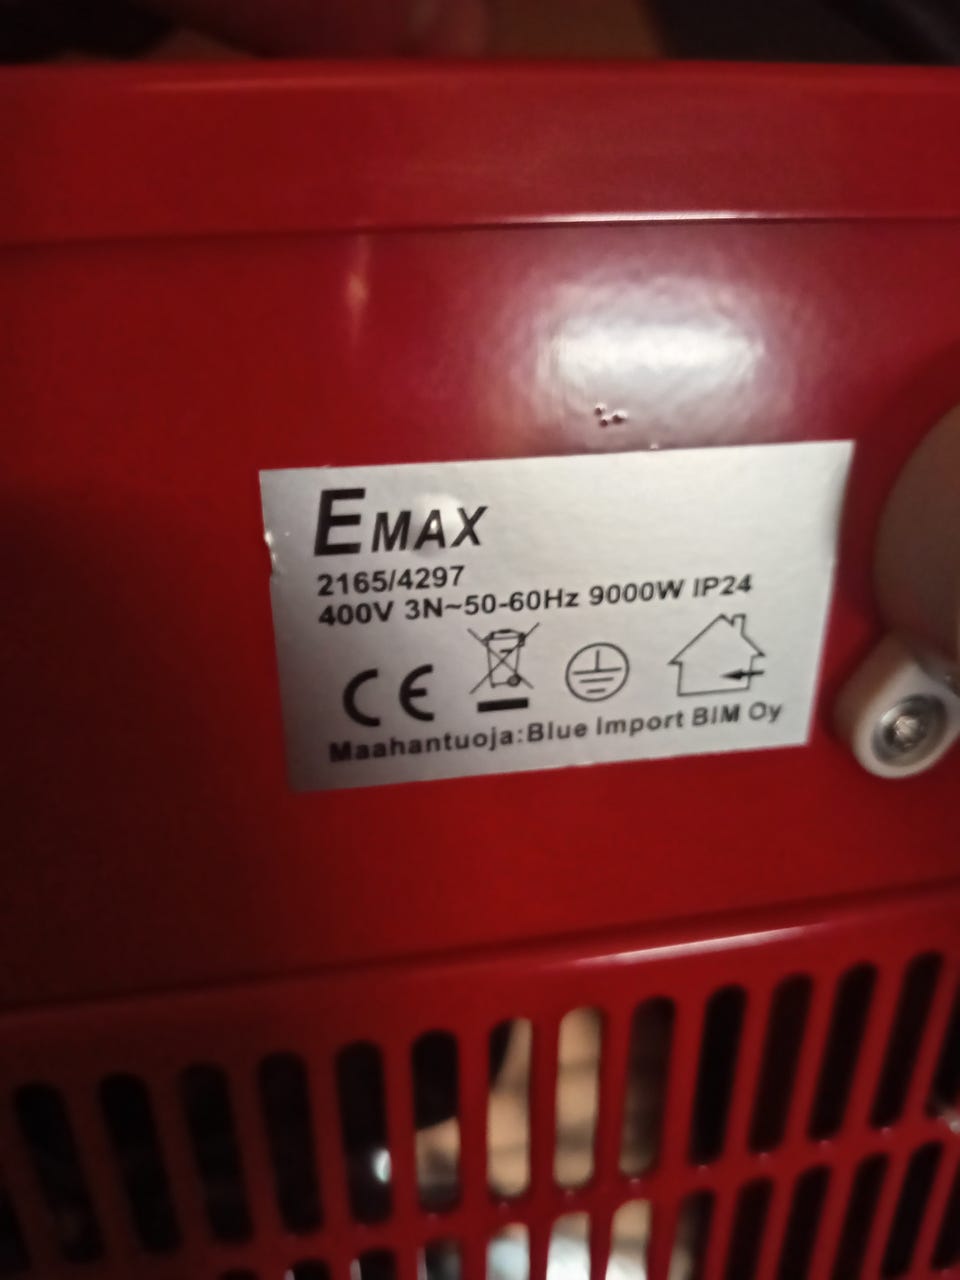 EMAX
2165/4297
400V 3N~50-60Hz 9000W IP24
CE
Maahantuoja:Blue Import BIM Oy